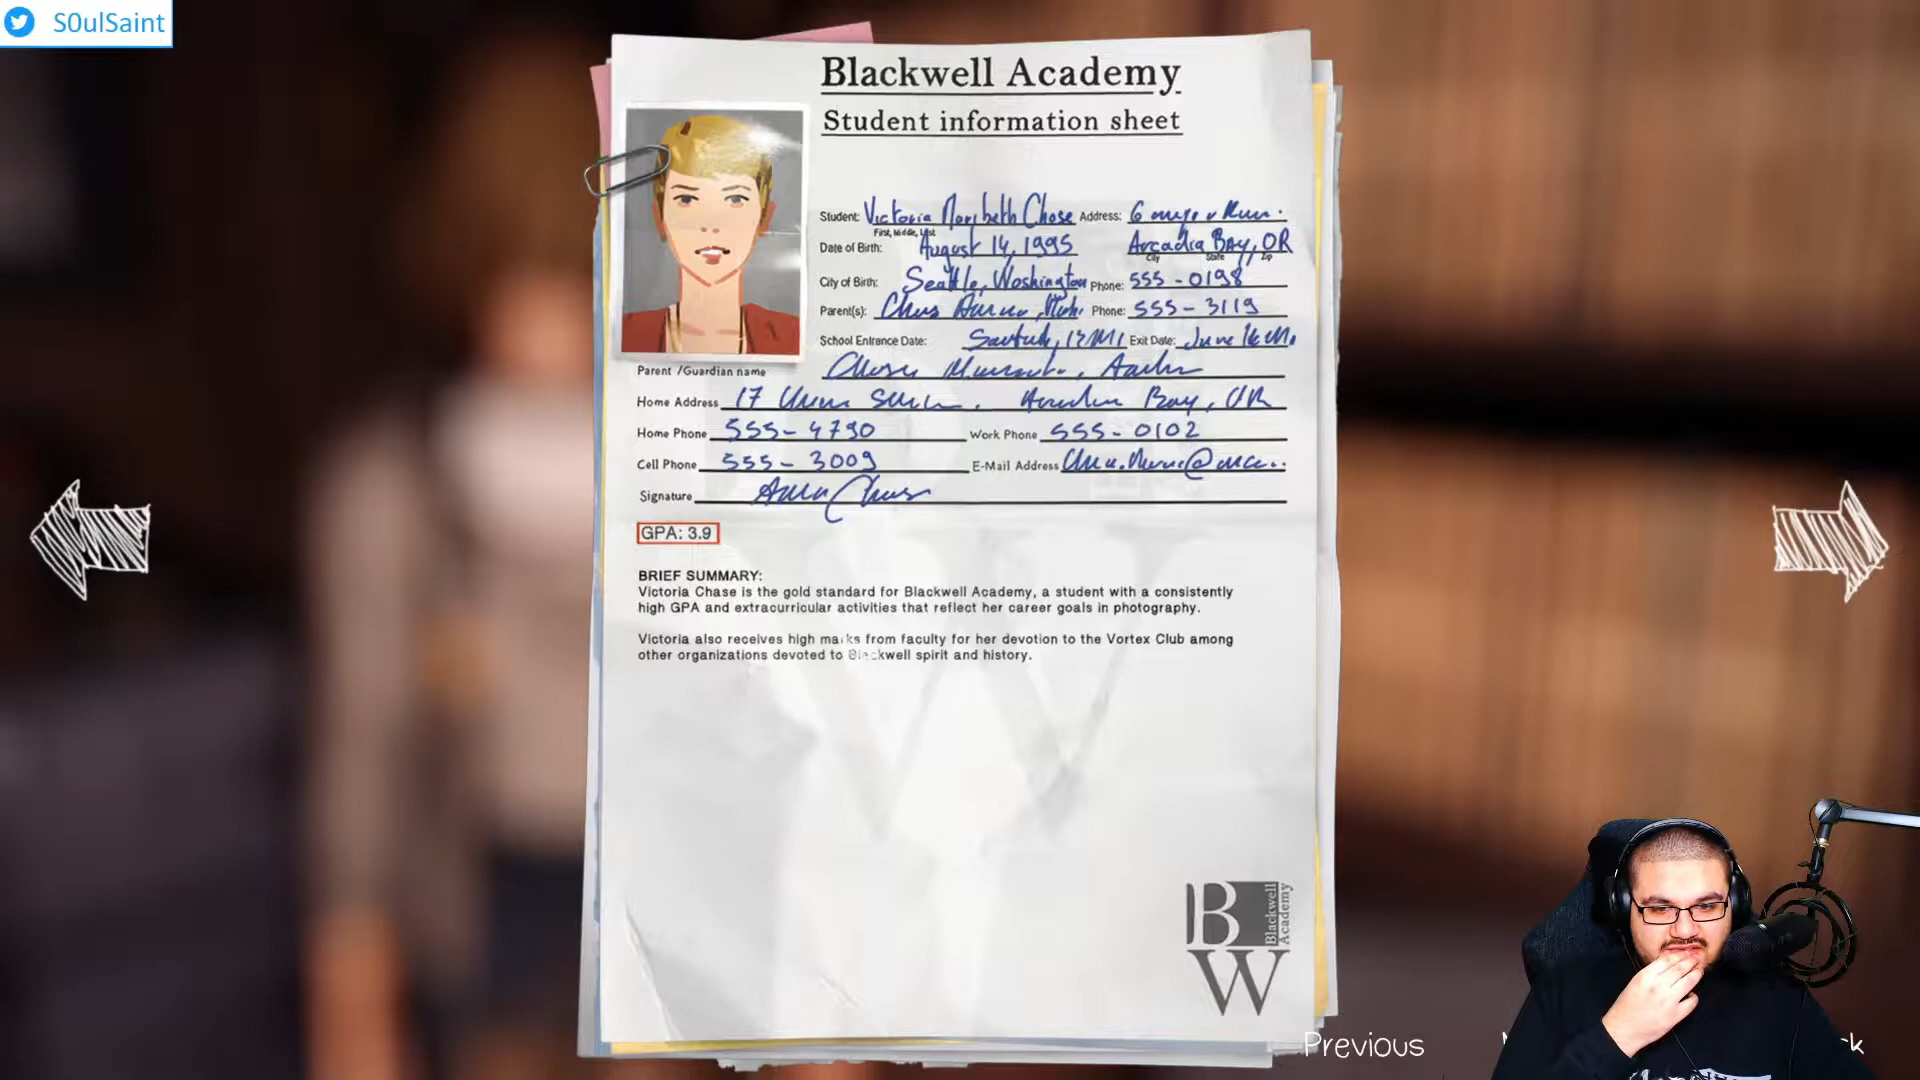 S0ulSaint
Blackwell Academy
Student information sheet
Student: Victoria Maribeth Chase Address:
First, Middle, Last
Date of Birth: August 14, 1995 Arcadia Bay, OR
City State Zip
City of Birth: Seattle, Washington Phone: 555-0198
Parent(s): Phone: 555-3119
School Entrance Date: Exit Date: June
Parent /Guardian name
Home Address 17 Bay, OR
Home Phone 555-4790 Work Phone 555-0102
Cell Phone 555-3009 E-Mail Address
Signature
GPA: 3.9
BRIEF SUMMARY:
Victoria Chase is the gold standard for Blackwell Academy, a student with a consistently
high GPA and extracurricular activities that reflect her career goals in photography.
Victoria also receives high marks from faculty for her devotion to the Vortex Club among
other organizations devoted to Blackwell spirit and history.
B Blackwell Academy
W
Previous